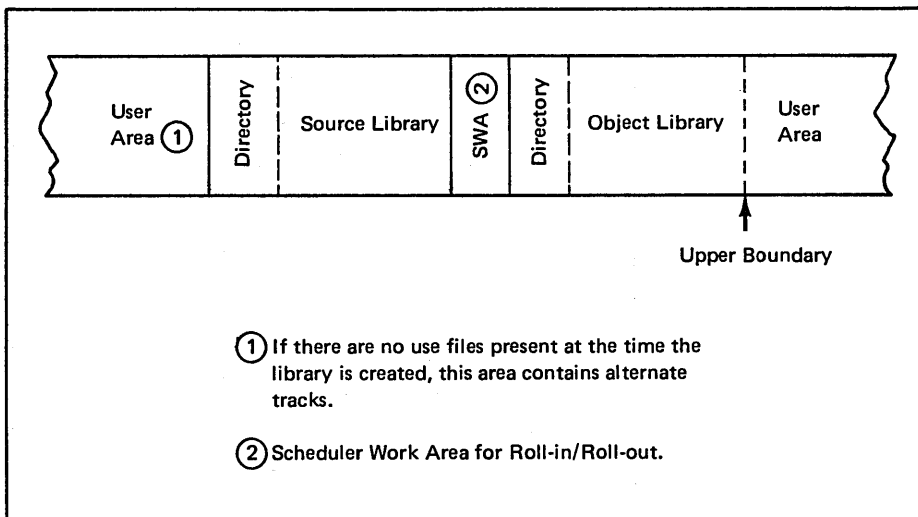 User
Area ①
Directory
Source Library
SWA ②
Directory
Object Library
User
Area
Upper Boundary
① If there are no use files present at the time the
library is created, this area contains alternate
tracks.
② Scheduler Work Area for Roll-in/Roll-out.